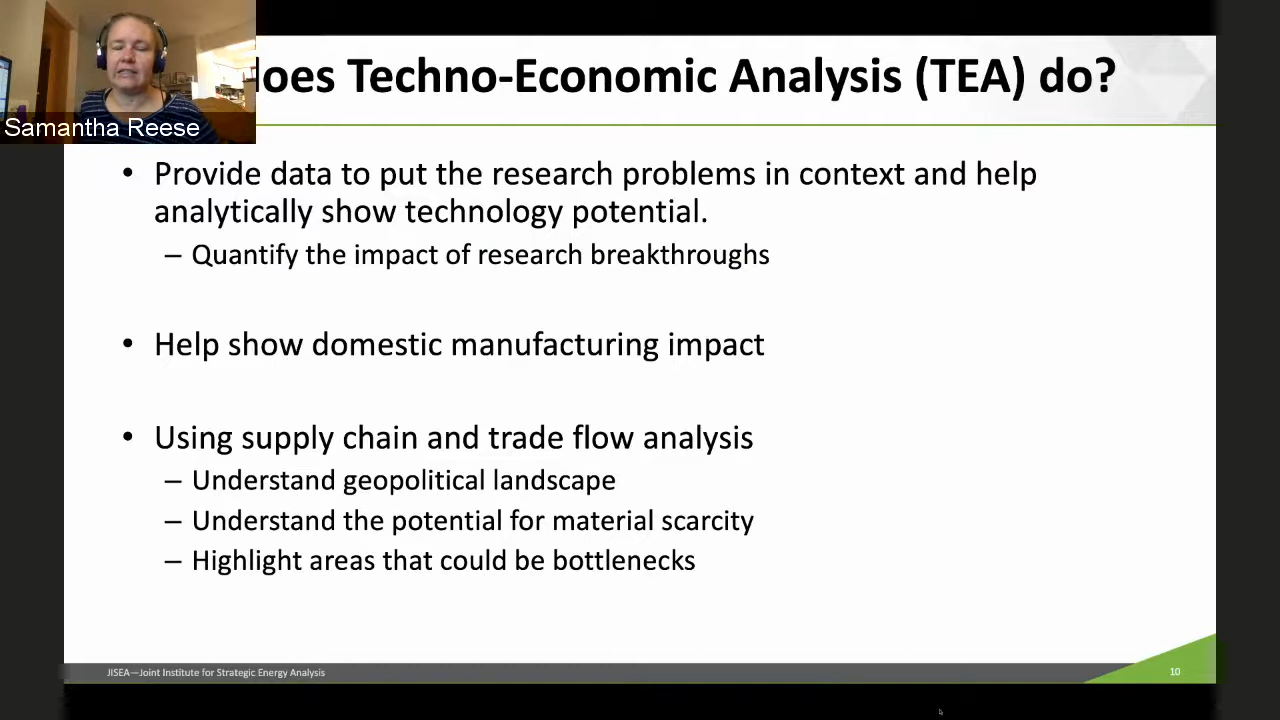 does Techno-Economic Analysis (TEA) do?
Samantha Reese
• Provide data to put the research problems in context and help
analytically show technology potential.
– Quantify the impact of research breakthroughs
• Help show domestic manufacturing impact
• Using supply chain and trade flow analysis
– Understand geopolitical landscape
– Understand the potential for material scarcity
– Highlight areas that could be bottlenecks
JISEA—Joint Institute for Strategic Energy Analysis
10